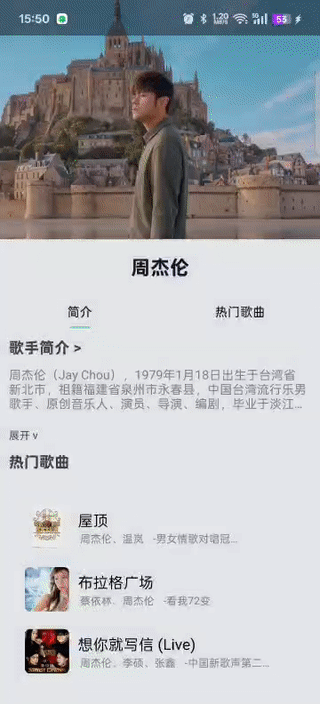 15:50
53
周杰伦
简介
热门歌曲
歌手简介 >
周杰伦（Jay Chou），1979年1月18日出生于台湾省
新北市，祖籍福建省泉州市永春县，中国台湾流行乐男
歌手、原创音乐人、演员、导演、编剧，毕业于淡江...
展开 ∨
热门歌曲
屋顶
周杰伦、温岚 -男女情歌对唱冠...
布拉格广场
蔡依林、周杰伦 -看我72变
想你就写信 (Live)
周杰伦、李硕、张鑫 -中国新歌声第二...